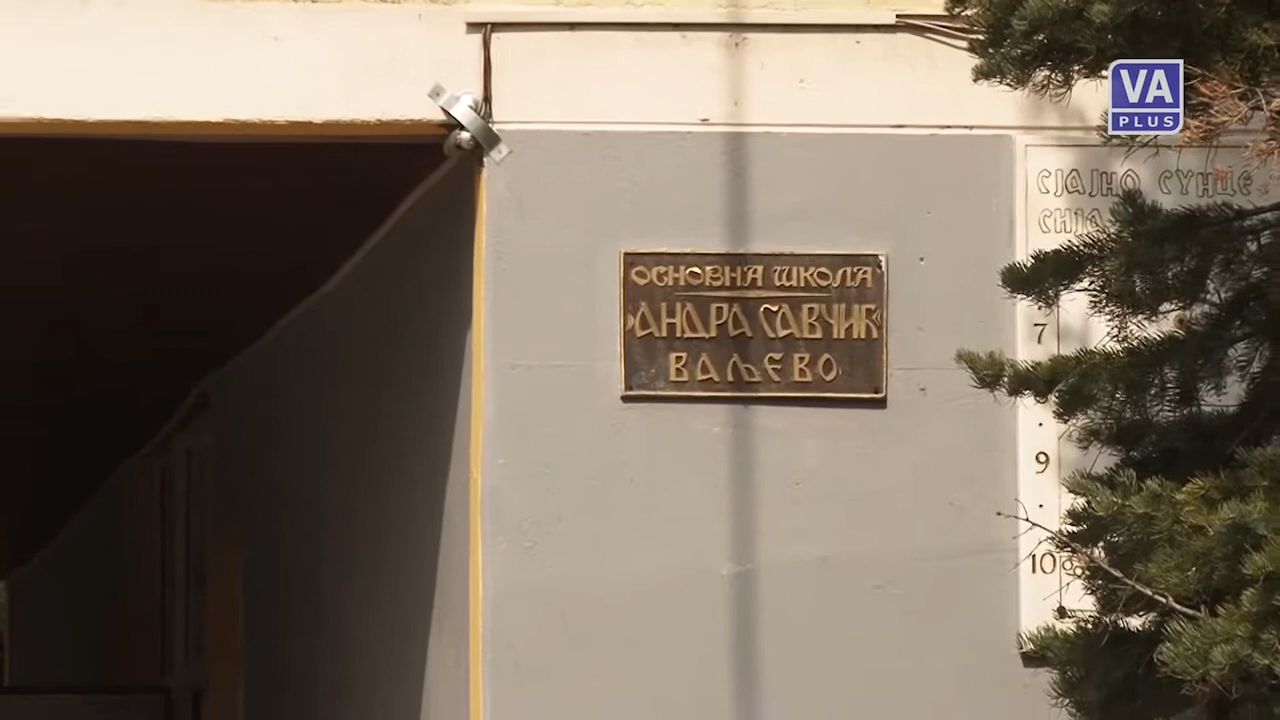 VA
PLUS
ОСНОВНА ШКОЛА
„АНДРА САВЧИЋ“
ВАЉЕВО
СЈАЈНО СУНЦЕ
7
9
10